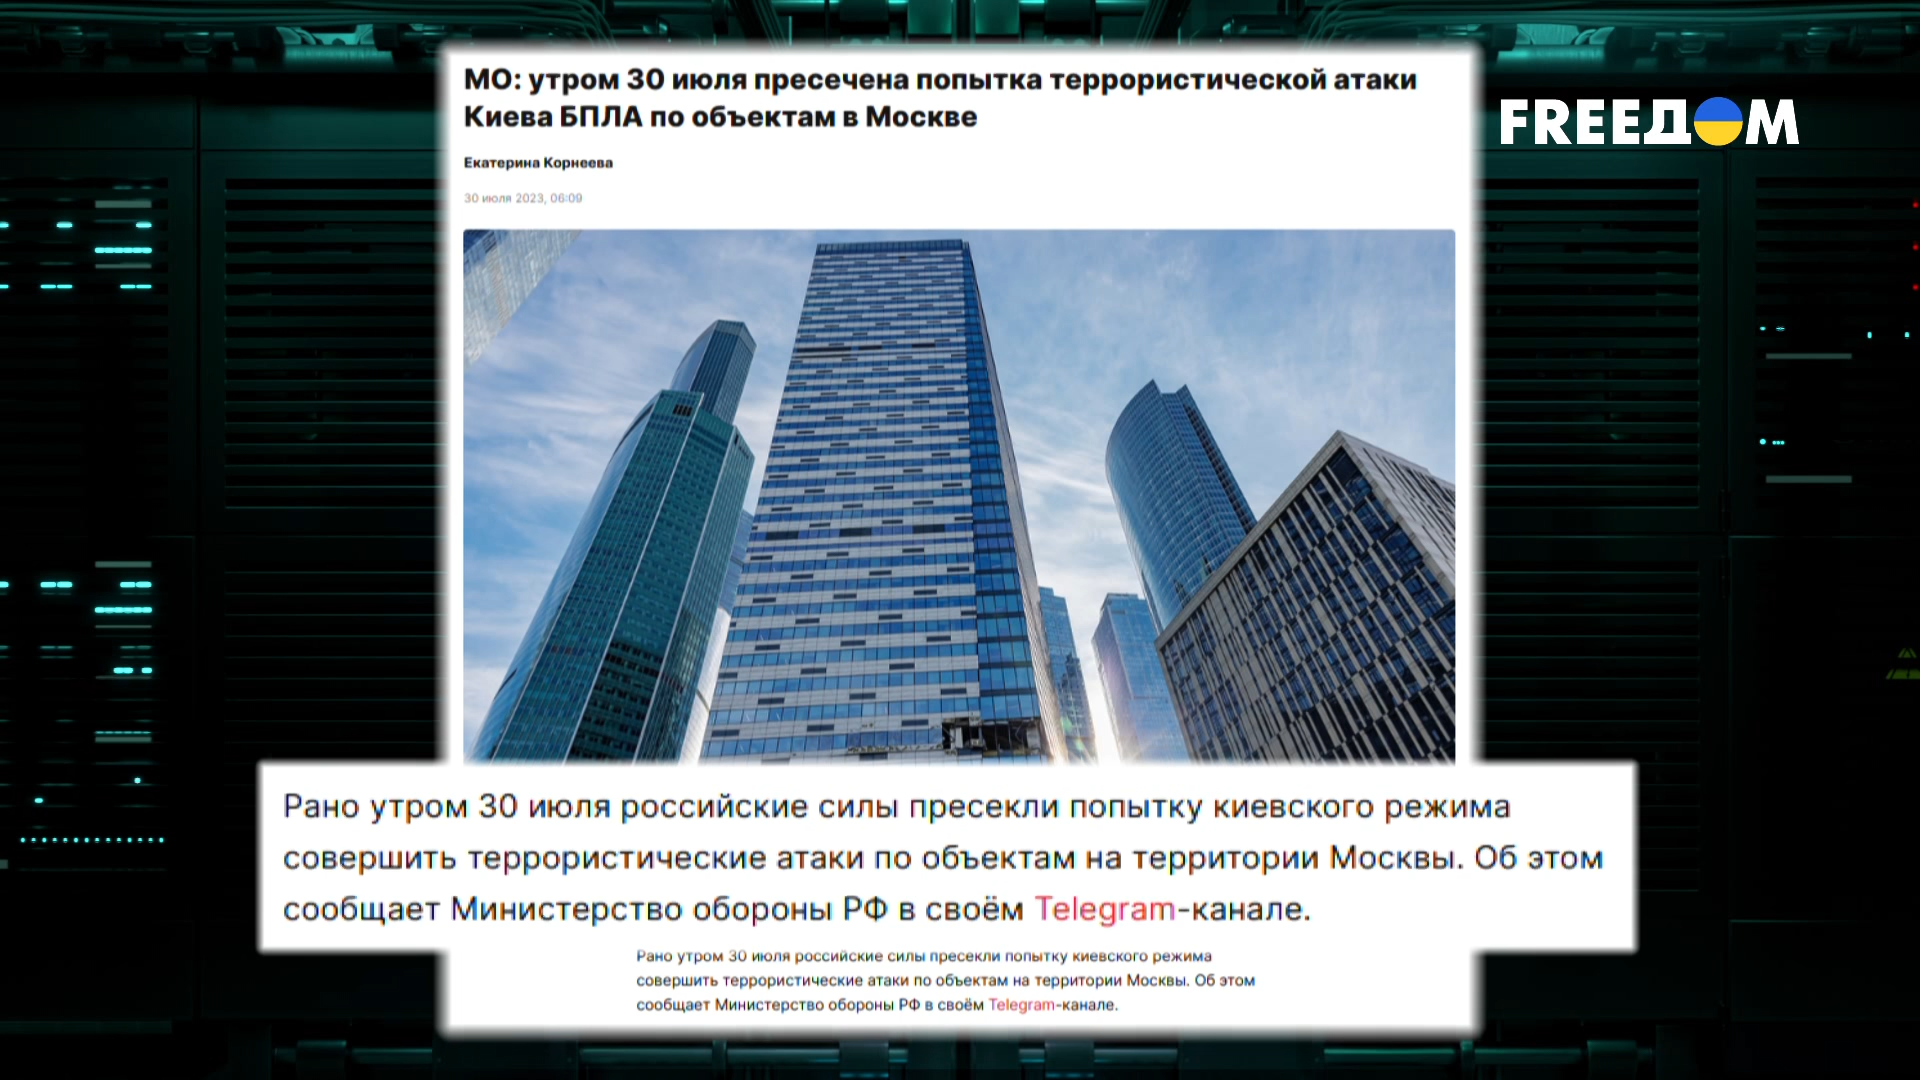 МО: утром 30 июля пресечена попытка террористической атаки
Киева БПЛА по объектам в Москве
FREEДОМ
Екатерина Корнеева
30 июля 2023, 06:09
Рано утром 30 июля российские силы пресекли попытку киевского режима
совершить террористические атаки по объектам на территории Москвы. Об этом
сообщает Министерство обороны РФ в своём Telegram-канале.
Рано утром 30 июля российские силы пресекли попытку киевского режима
совершить террористические атаки по объектам на территории Москвы. Об этом
сообщает Министерство обороны РФ в своём Telegram-канале.